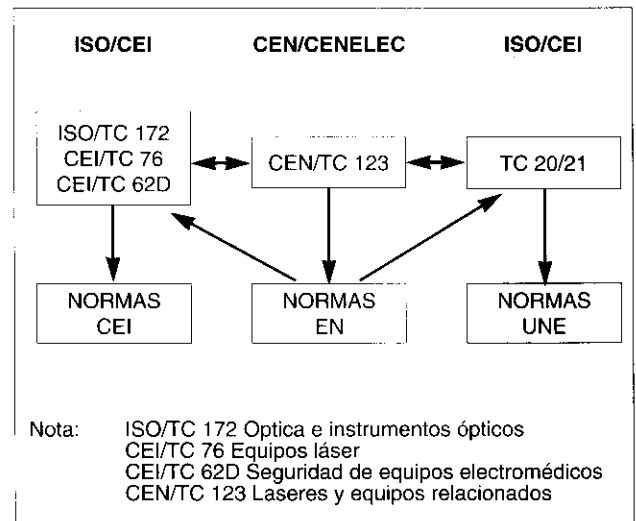 ISO/CEI
CEN/CENELEC
ISO/CEI
ISO/TC 172
CEI/TC 76
CEI/TC 62D
CEN/TC 123
TC 20/21
NORMAS
CEI
NORMAS
EN
NORMAS
UNE
Nota: ISO/TC 172 Optica e instrumentos ópticos
CEI/TC 76 Equipos láser
CEI/TC 62D Seguridad de equipos electromédicos
CEN/TC 123 Laseres y equipos relacionados